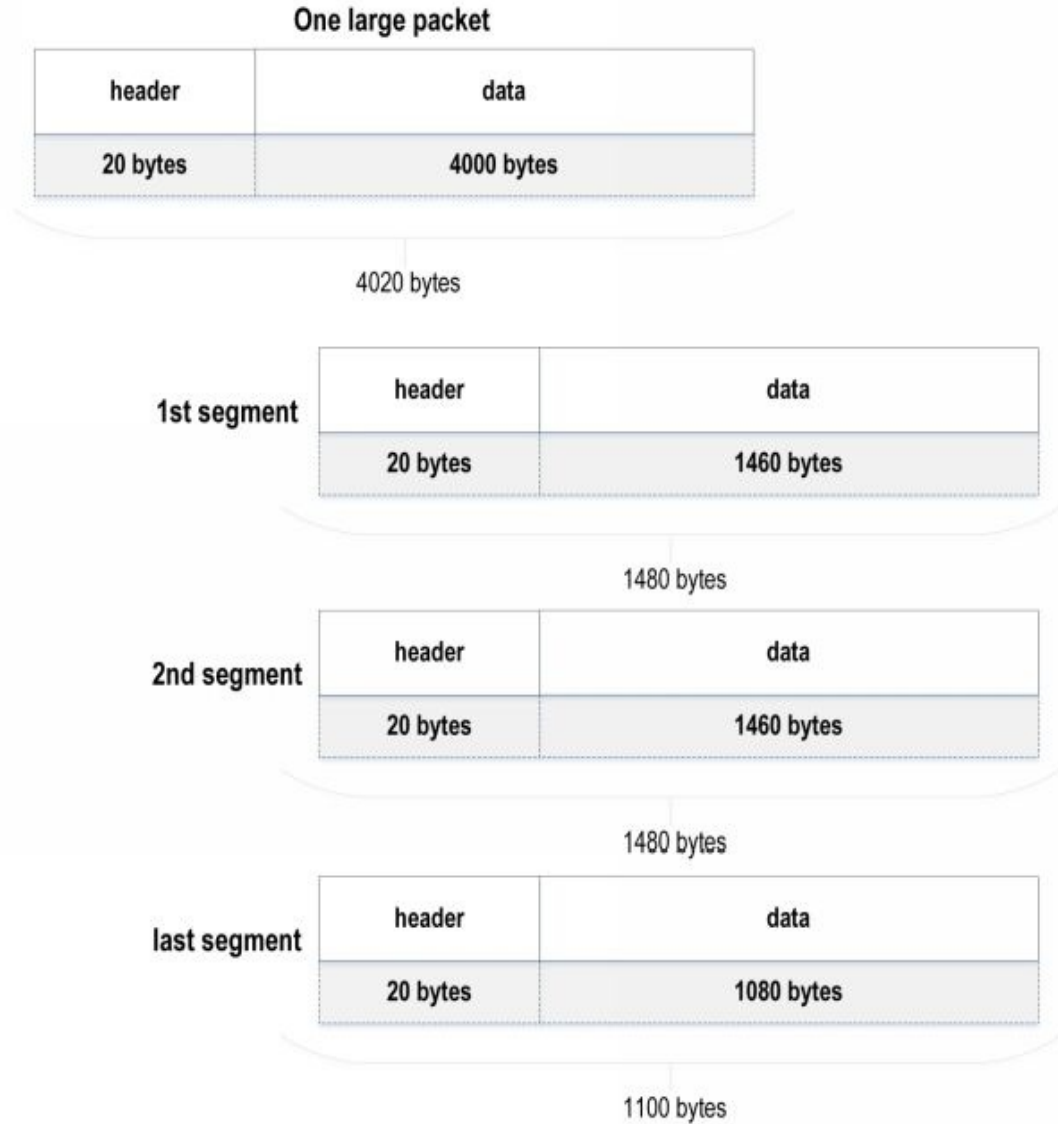 One large packet
header data
20 bytes 4000 bytes
4020 bytes
1st segment
header data
20 bytes 1460 bytes
1480 bytes
2nd segment
header data
20 bytes 1460 bytes
1480 bytes
last segment
header data
20 bytes 1080 bytes
1100 bytes